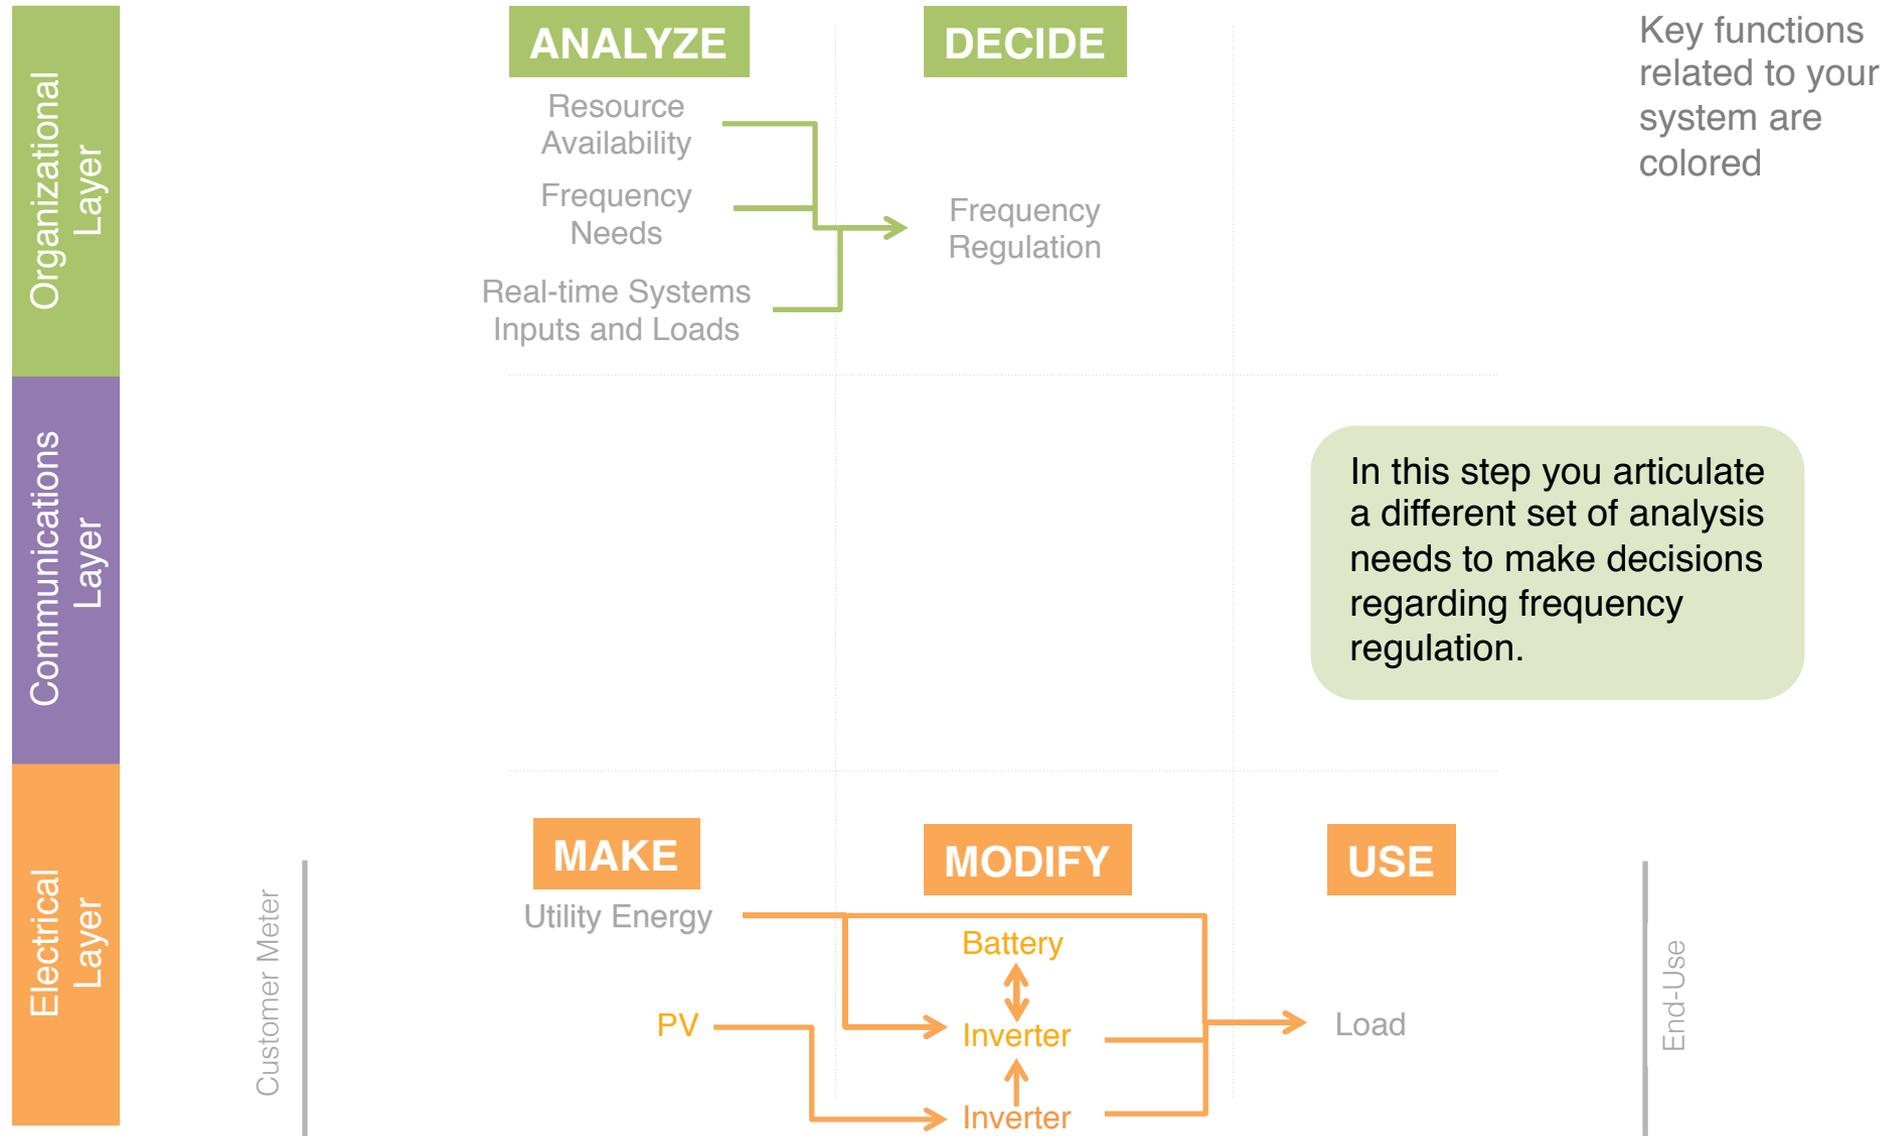 Organizational
Layer
ANALYZE
DECIDE
Key functions
related to your
system are
colored
Resource
Availability
Frequency
Needs
Real-time Systems
Inputs and Loads
Frequency
Regulation
Communications
Layer
In this step you articulate
a different set of analysis
needs to make decisions
regarding frequency
regulation.
Electrical
Layer
Customer Meter
MAKE
MODIFY
USE
Utility Energy
Battery
PV
Inverter
Load
Inverter
End-Use